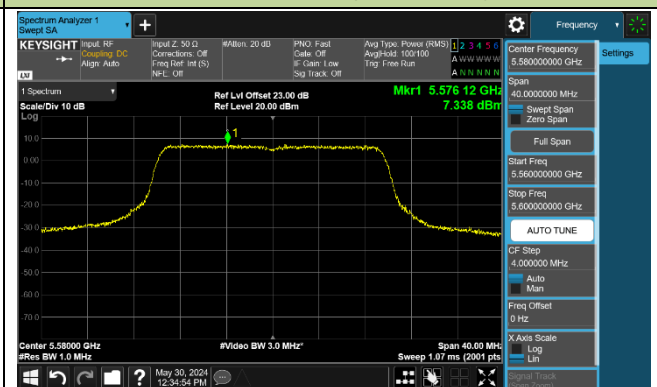 Spectrum Analyzer 1
Swept SA
+
Frequency
KEYSIGHT
Input: RF
Coupling: DC
Align: Auto
Input Z: 50 Ω
Corrections: Off
Freq Ref: Int (S)
NFE: Off
#Atten: 20 dB
PNO: Fast
Gate: Off
IF Gain: Low
Sig Track: Off
Avg Type: Power (RMS)
Avg|Hold: 100/100
Trig: Free Run
1 2 3 4 5 6
A WW WW WW
A N N N N N
LXI
1 Spectrum
Scale/Div 10 dB
Log
Ref Lvl Offset 23.00 dB
Ref Level 20.00 dBm
Mkr1 5.576 12 GHz
7.338 dBm
1
10.0
0.00
-10.0
-20.0
-30.0
-40.0
-50.0
-60.0
-70.0
Center 5.58000 GHz
#Res BW 1.0 MHz
#Video BW 3.0 MHz*
Span 40.00 MHz
Sweep 1.07 ms (2001 pts)
Center Frequency
5.580000000 GHz
Settings
Span
40.0000000 MHz
Swept Span
Zero Span
Full Span
Start Freq
5.560000000 GHz
Stop Freq
5.600000000 GHz
AUTO TUNE
CF Step
4.000000 MHz
Auto
Man
Freq Offset
0 Hz
X Axis Scale
Log
Lin
Signal Track
(Span Zoom)
?
May 30, 2024
12:34:54 PM